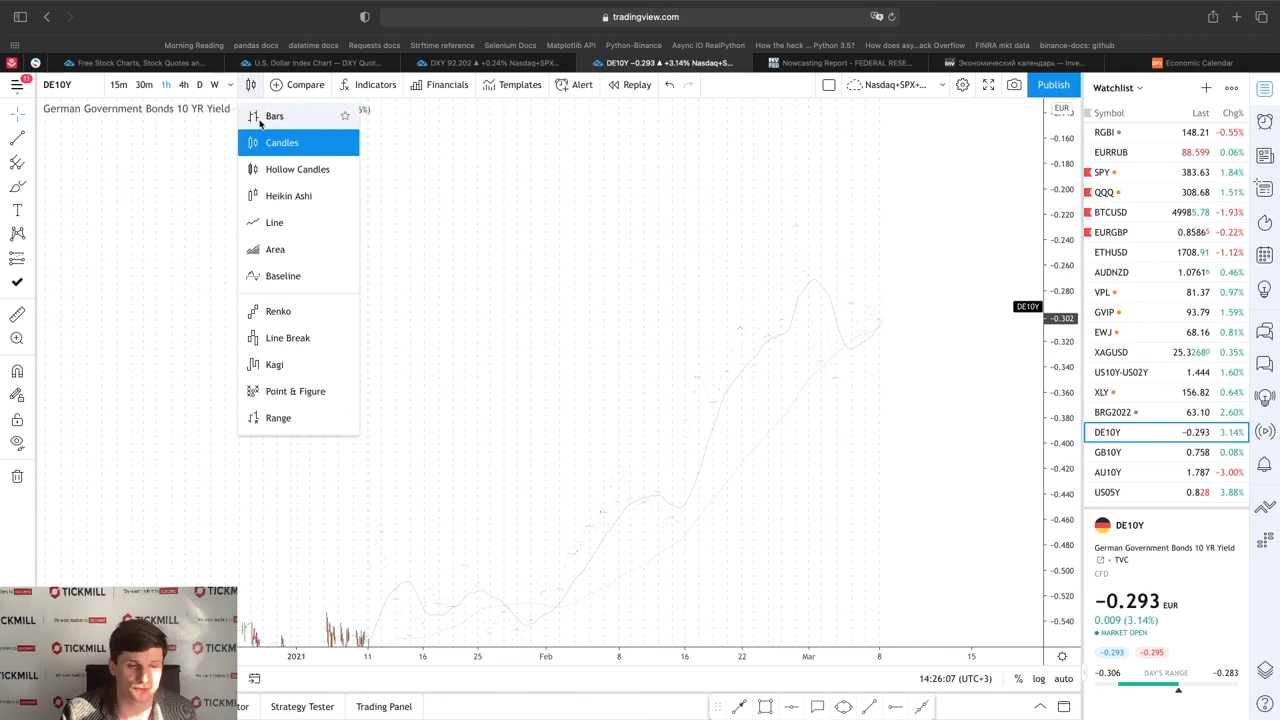 tradingview.com
Morning Reading pandas docs datetime docs Requests docs Strftime reference Selenium Docs Matplotlib API Python-Binance Async IO RealPython How the heck ... Python 3.5? How does asy...ack Overflow FINRA mkt data binance-docs: github
Free Stock Charts, Stock Quotes an... U.S. Dollar Index Chart — DXY Quot... DXY 92.202 ▲ +0.24% Nasdaq+SPX... DE10Y −0.293 ▲ +3.14% Nasdaq+S... Nowcasting Report - FEDERAL RESE... Экономический календарь — Inve... Economic Calendar
11
DE10Y 15m 30m 1h 4h D W Compare Indicators Financials Templates Alert Replay Nasdaq+SPX+... Publish
German Government Bonds 10 YR Yield
Bars
Candles
Hollow Candles
Heikin Ashi
Line
Area
Baseline
Renko
Line Break
Kagi
Point & Figure
Range
EUR
−0.160
−0.180
−0.200
−0.220
−0.240
−0.260
−0.280
DE10Y
−0.302
−0.320
−0.340
−0.360
−0.380
−0.400
−0.420
−0.440
−0.460
−0.480
−0.500
−0.520
−0.540
2021 11 16 25 Feb 8 16 22 Mar 8 15
14:26:07 (UTC+3) % log auto
Strategy Tester Trading Panel
Watchlist
Symbol Last Chg%
RGBI 148.21 −0.55%
EURRUB 88.599 0.06%
SPY 383.63 1.84%
QQQ 308.68 1.51%
BTCUSD 49985.78 −1.93%
EURGBP 0.85865 −0.22%
ETHUSD 1708.91 −1.12%
AUDNZD 1.07616 0.46%
VPL 81.37 0.97%
GVIP 93.79 1.59%
EWJ 68.16 0.81%
XAGUSD 25.32680 0.35%
US10Y-US02Y 1.444 1.60%
XLY 156.82 0.64%
BRG2022 63.10 2.60%
DE10Y −0.293 3.14%
GB10Y 0.758 0.08%
AU10Y 1.787 −3.00%
US05Y 0.828 3.88%
DE10Y
German Government Bonds 10 YR Yield
TVC
CFD
−0.293 EUR
0.009 (3.14%)
MARKET OPEN
−0.293 −0.295
−0.306 DAY'S RANGE −0.283
TICKMILL
TICKMILL
TICKMILL
TICKMILL